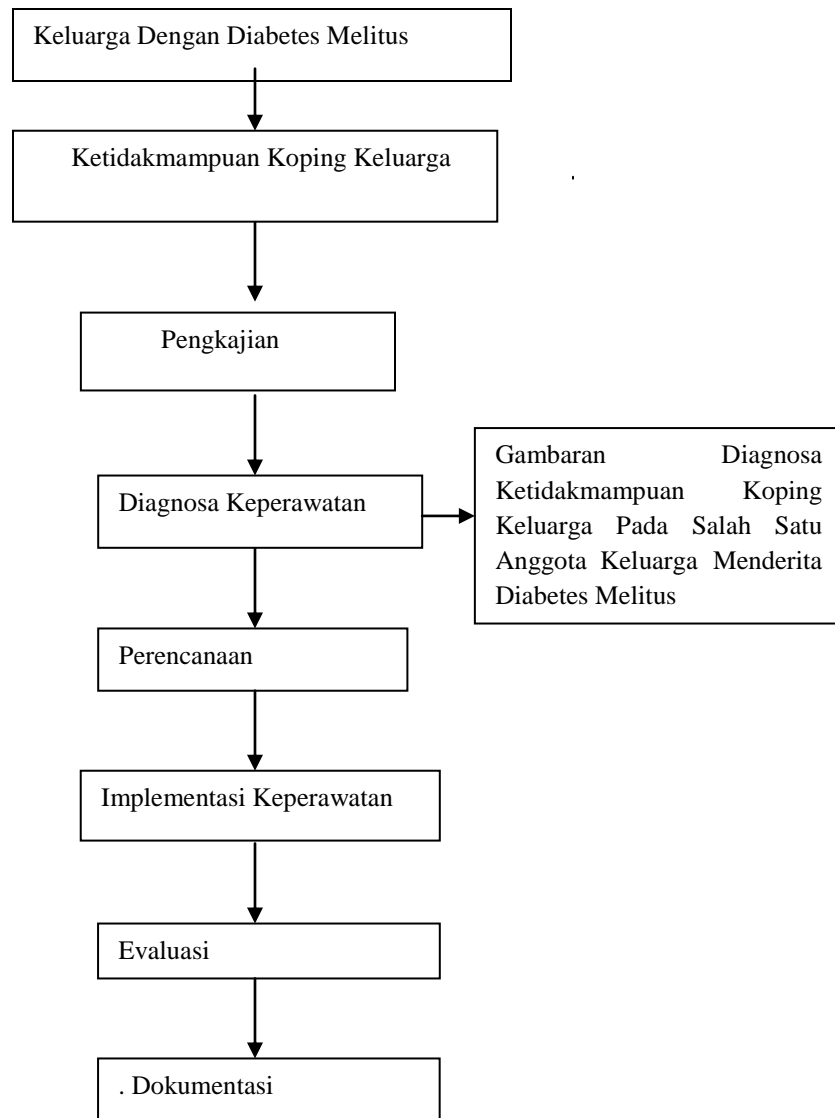 Keluarga Dengan Diabetes Melitus
Ketidakmampuan Koping Keluarga
Pengkajian
Diagnosa Keperawatan
Gambaran Diagnosa
Ketidakmampuan Koping
Keluarga Pada Salah Satu
Anggota Keluarga Menderita
Diabetes Melitus
Perencanaan
Implementasi Keperawatan
Evaluasi
. Dokumentasi